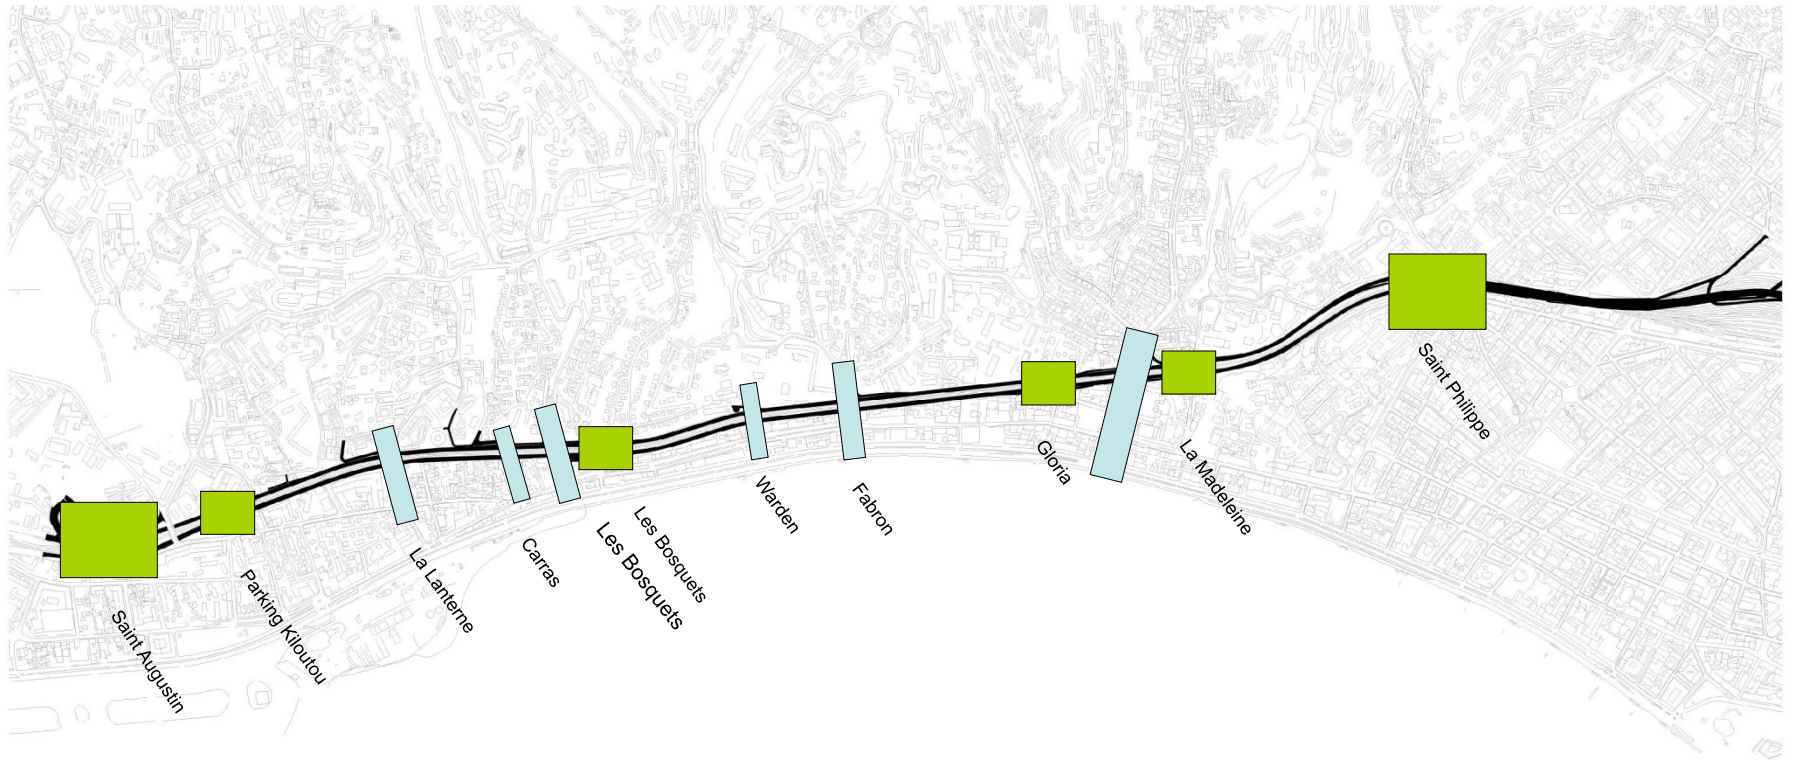 Saint Augustin
Parking Kiloutou
La Lanterne
Carras
Les Bosquets
Les Bosquets
Warden
Fabron
Gloria
La Madeleine
Saint Philippe